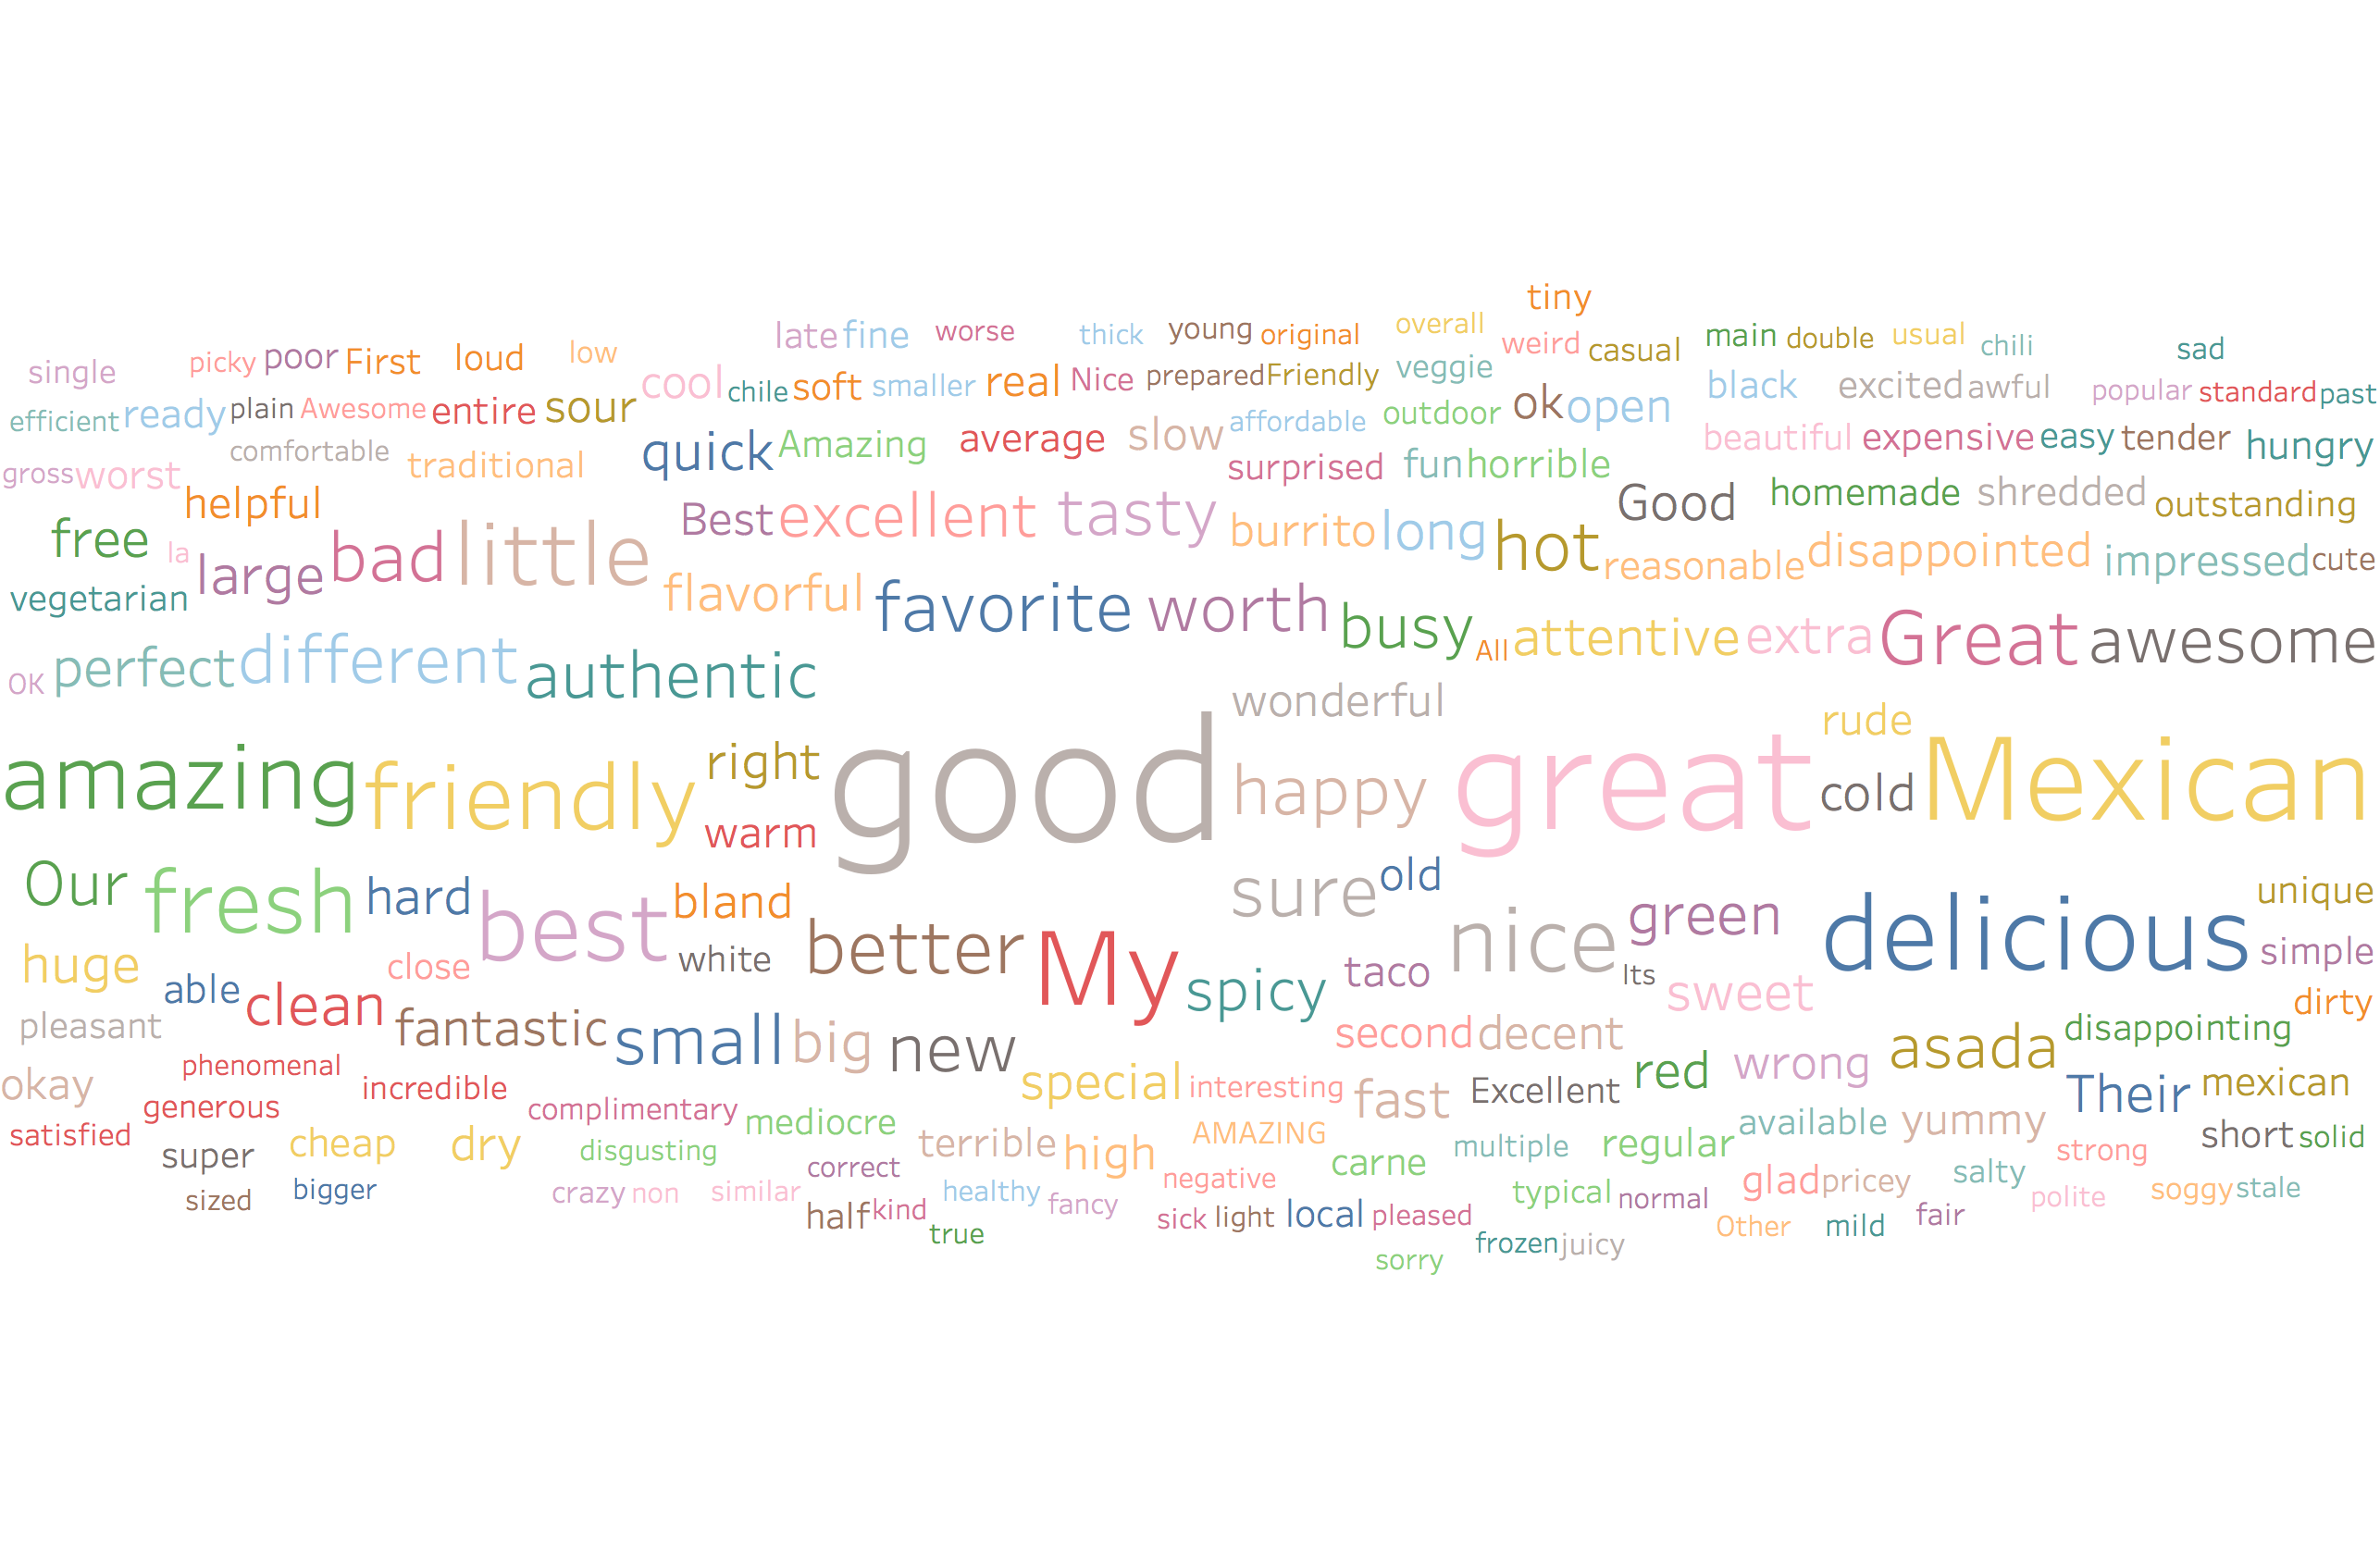 tiny
late fine worse thick young original overall weird casual main double usual chili sad
single picky poor First loud low cool chile soft smaller real Nice prepared Friendly veggie ok open black excited awful popular standard past
efficient ready plain Awesome entire sour quick Amazing average slow affordable outdoor beautiful expensive easy tender hungry
gross worst comfortable traditional surprised fun horrible
helpful Best excellent tasty burrito long hot Good homemade shredded outstanding
free la large bad little reasonable disappointed impressed cute
vegetarian flavorful favorite worth busy All attentive extra Great awesome
OK perfect different authentic wonderful rude
amazing friendly right good happy great cold Mexican
warm
Our fresh hard best bland sure old green delicious unique
huge close white better My spicy taco nice Its simple
able clean sweet dirty
pleasant fantastic small big new second decent asada disappointing
phenomenal special interesting fast Excellent red wrong Their mexican
okay generous incredible complimentary mediocre AMAZING available yummy short solid
satisfied super cheap dry disgusting correct terrible high negative carne multiple regular strong
sized bigger crazy non similar half kind healthy fancy sick light local pleased typical normal glad pricey salty polite soggy stale
true Other mild fair
sorry frozen juicy